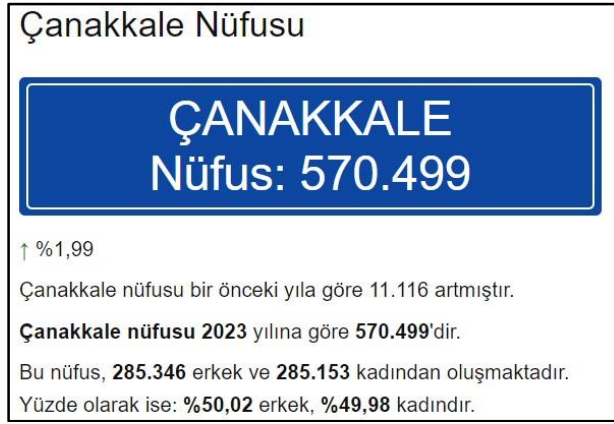 Çanakkale Nüfusu
ÇANAKKALE
Nüfus: 570.499
↑ %1,99
Çanakkale nüfusu bir önceki yıla göre 11.116 artmıştır.
Çanakkale nüfusu 2023 yılına göre 570.499'dir.
Bu nüfus, 285.346 erkek ve 285.153 kadından oluşmaktadır.
Yüzde olarak ise: %50,02 erkek, %49,98 kadındır.